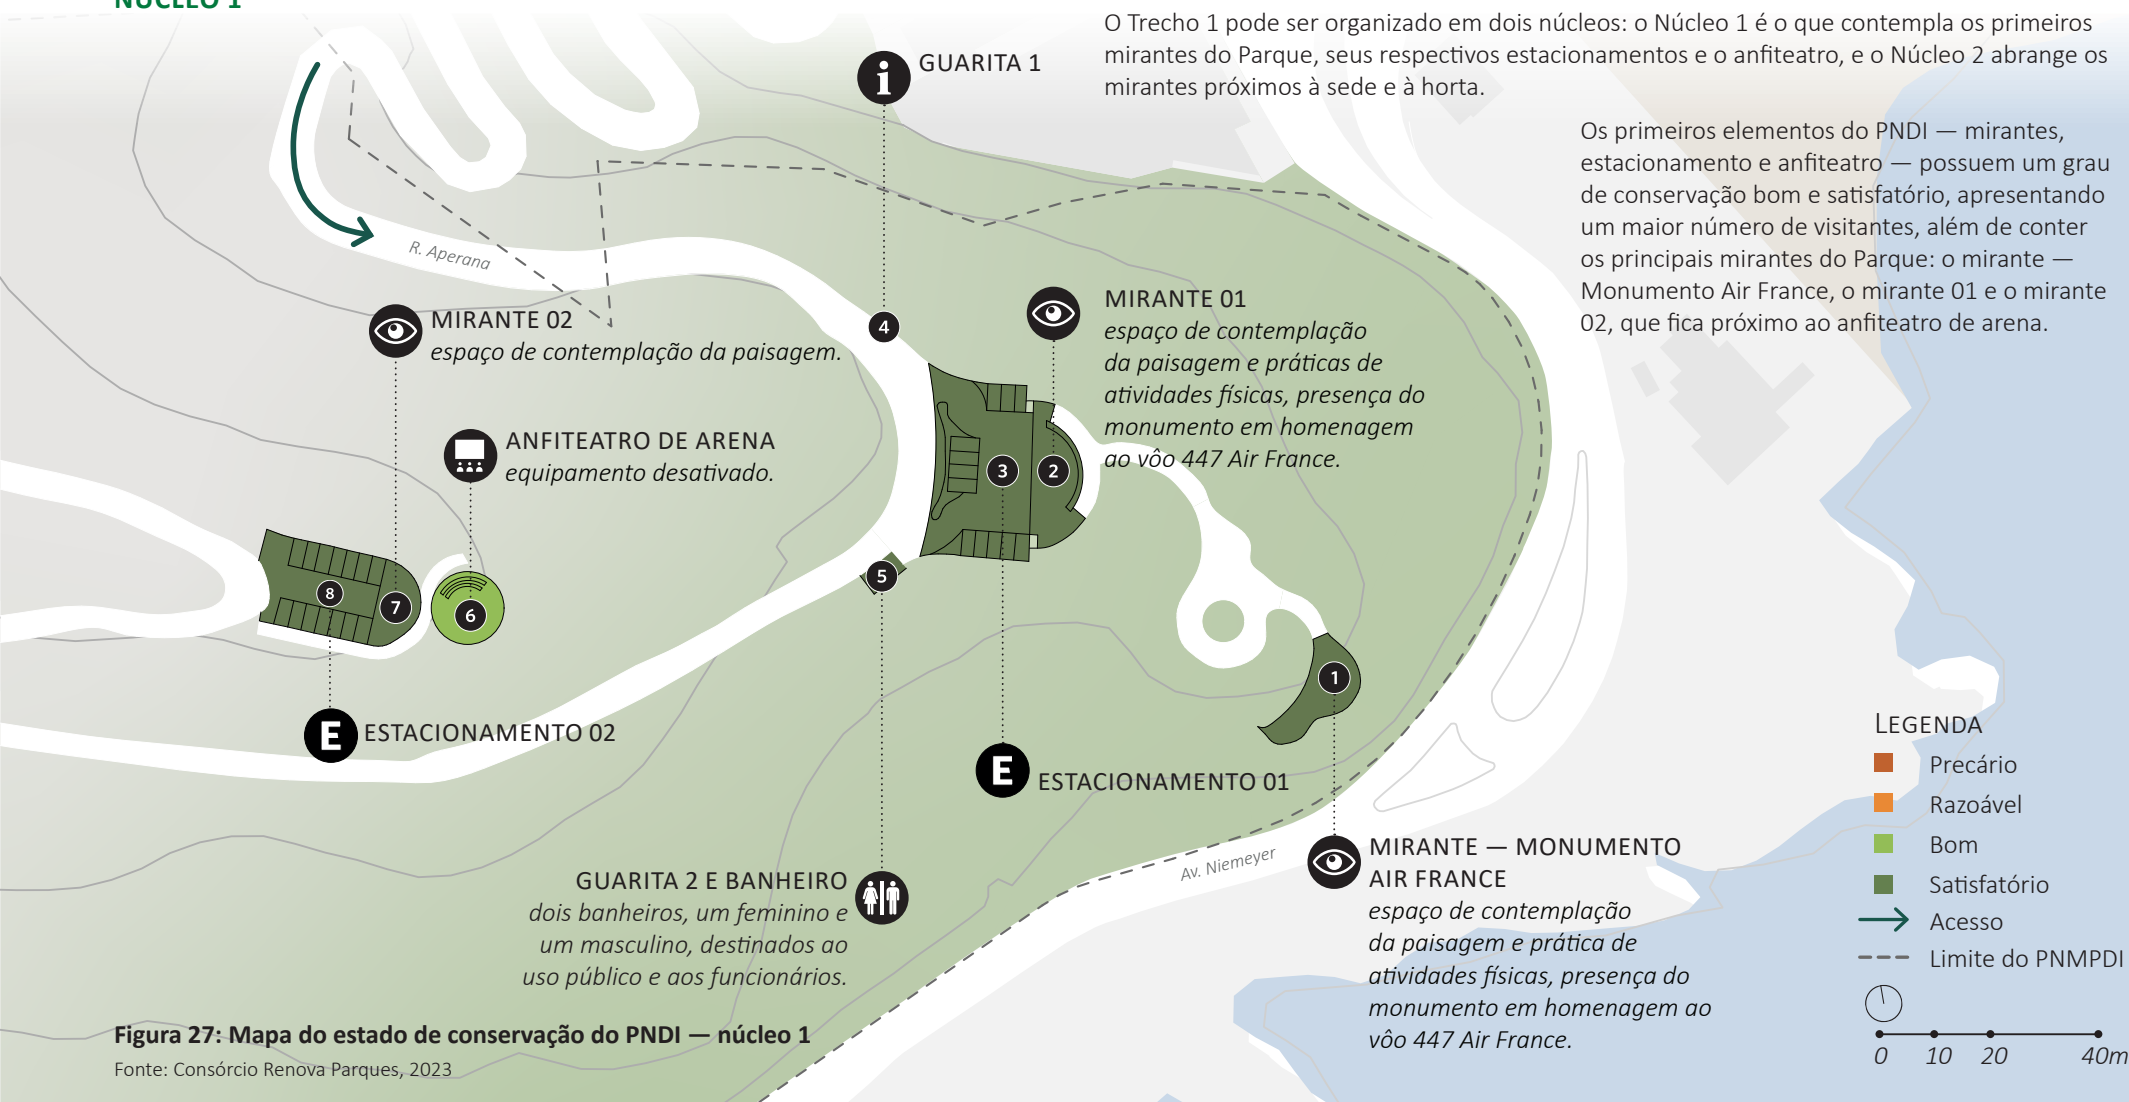 NÚCLEO 1
O Trecho 1 pode ser organizado em dois núcleos: o Núcleo 1 é o que contempla os primeiros
mirantes do Parque, seus respectivos estacionamentos e o anfiteatro, e o Núcleo 2 abrange os
mirantes próximos à sede e à horta.
Os primeiros elementos do PNDI — mirantes,
estacionamento e anfiteatro — possuem um grau
de conservação bom e satisfatório, apresentando
um maior número de visitantes, além de conter
os principais mirantes do Parque: o mirante —
Monumento Air France, o mirante 01 e o mirante
02, que fica próximo ao anfiteatro de arena.
i
GUARITA 1
R. Aperana
MIRANTE 02
espaço de contemplação da paisagem.
4
MIRANTE 01
espaço de contemplação
da paisagem e práticas de
atividades físicas, presença do
monumento em homenagem
ao vôo 447 Air France.
ANFITEATRO DE ARENA
equipamento desativado.
3
2
5
8
7
6
1
E
ESTACIONAMENTO 02
E
ESTACIONAMENTO 01
GUARITA 2 E BANHEIRO
dois banheiros, um feminino e
um masculino, destinados ao
uso público e aos funcionários.
Av. Niemeyer
MIRANTE — MONUMENTO
AIR FRANCE
espaço de contemplação
da paisagem e prática de
atividades físicas, presença do
monumento em homenagem ao
vôo 447 Air France.
LEGENDA
Precário
Razoável
Bom
Satisfatório
Acesso
Limite do PNMPDI
0 10 20 40m
Figura 27: Mapa do estado de conservação do PNDI — núcleo 1
Fonte: Consórcio Renova Parques, 2023